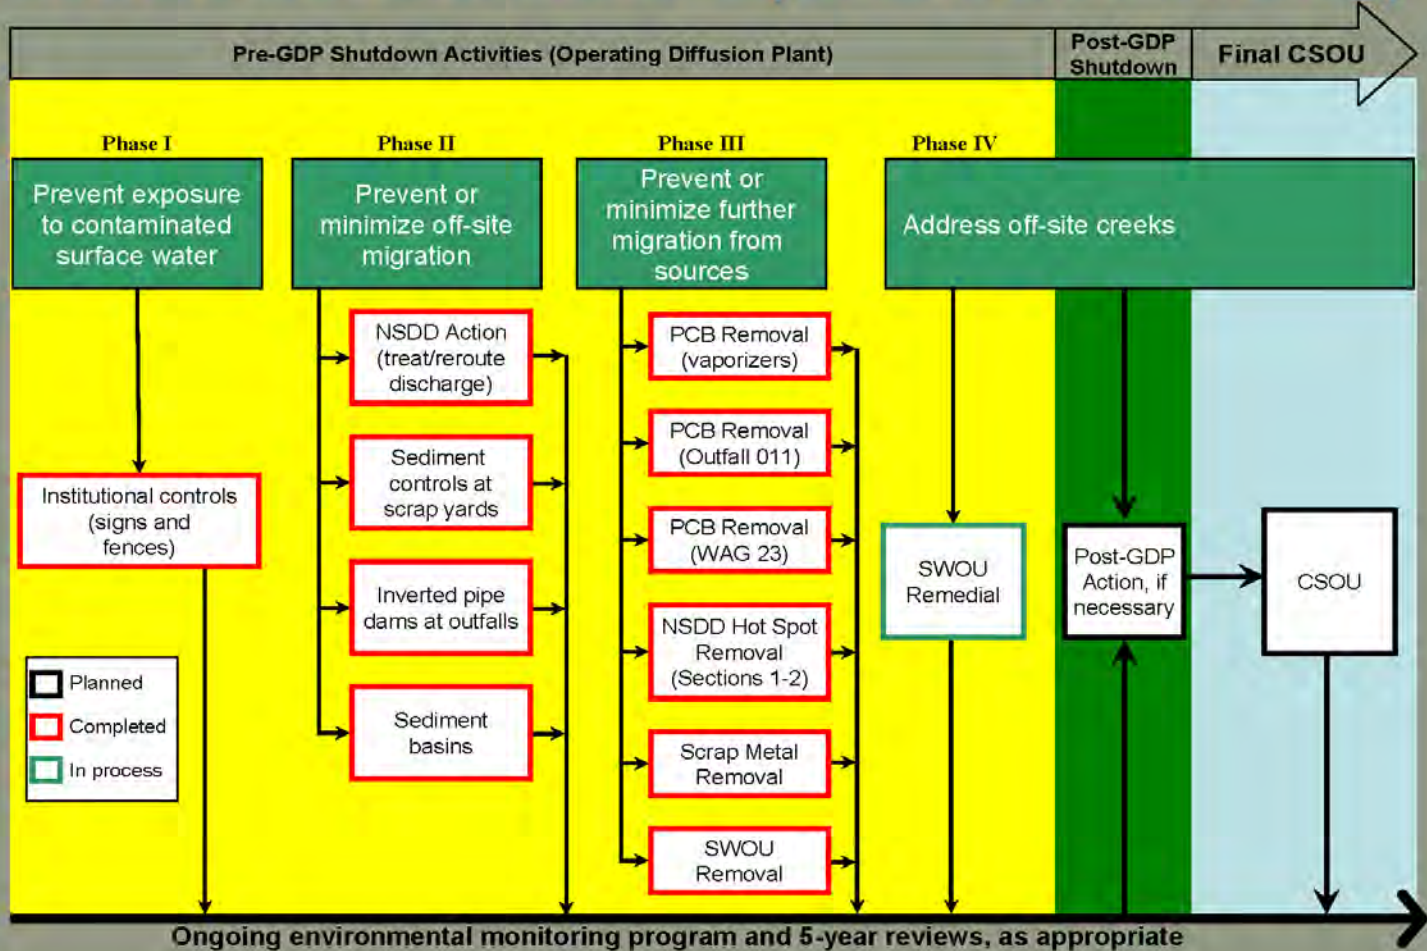 Pre-GDP Shutdown Activities (Operating Diffusion Plant)
Post-GDP
Shutdown
Final CSOU
Phase I
Prevent exposure
to contaminated
surface water
Institutional controls
(signs and
fences)
Phase II
Prevent or
minimize off-site
migration
NSDD Action
(treat/reroute
discharge)
Sediment
controls at
scrap yards
Inverted pipe
dams at outfalls
Sediment
basins
Phase III
Prevent or
minimize further
migration from
sources
PCB Removal
(vaporizers)
PCB Removal
(Outfall 011)
PCB Removal
(WAG 23)
NSDD Hot Spot
Removal
(Sections 1-2)
Scrap Metal
Removal
SWOU
Removal
Phase IV
Address off-site creeks
SWOU
Remedial
Post-GDP
Action, if
necessary
CSOU
Planned
Completed
In process
Ongoing environmental monitoring program and 5-year reviews, as appropriate